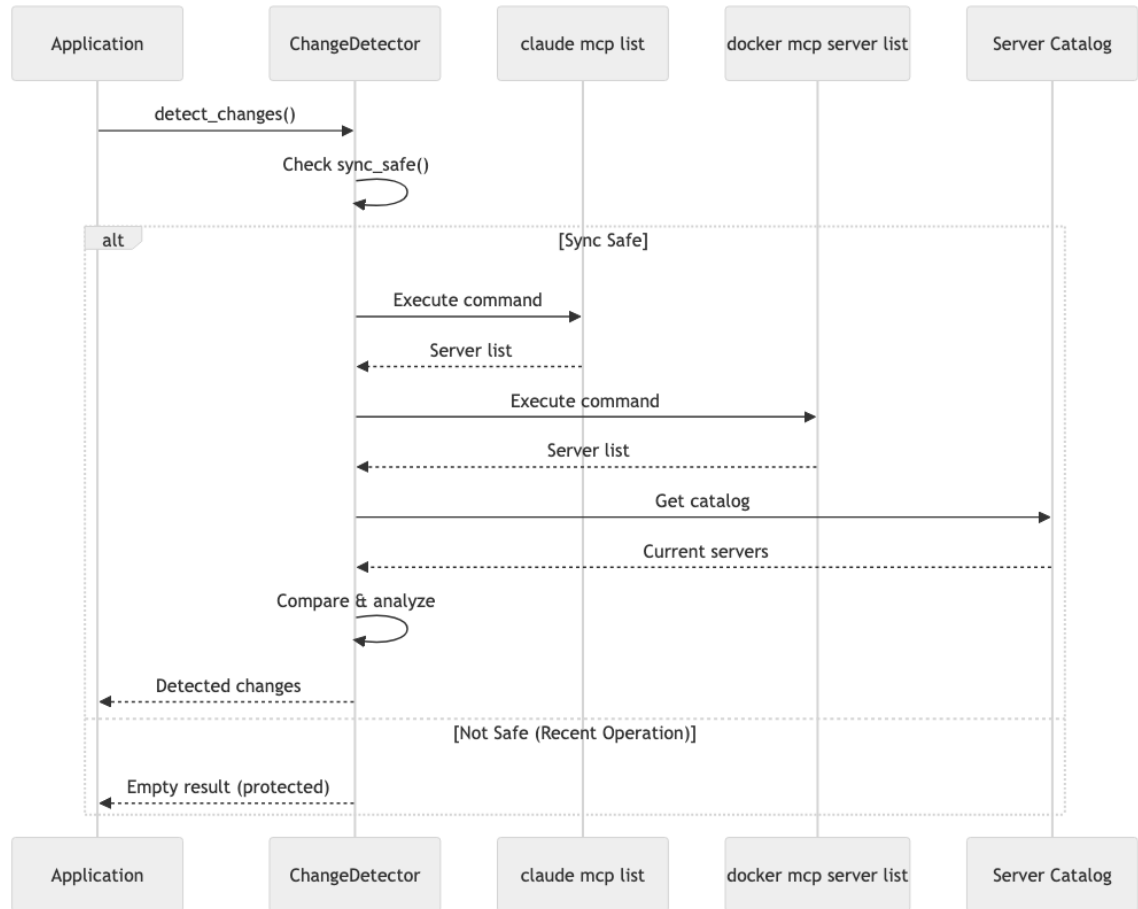 Application
ChangeDetector
claude mcp list
docker mcp server list
Server Catalog
detect_changes()
Check sync_safe()
alt
[Sync Safe]
Execute command
Server list
Execute command
Server list
Get catalog
Current servers
Compare & analyze
Detected changes
[Not Safe (Recent Operation)]
Empty result (protected)
Application
ChangeDetector
claude mcp list
docker mcp server list
Server Catalog